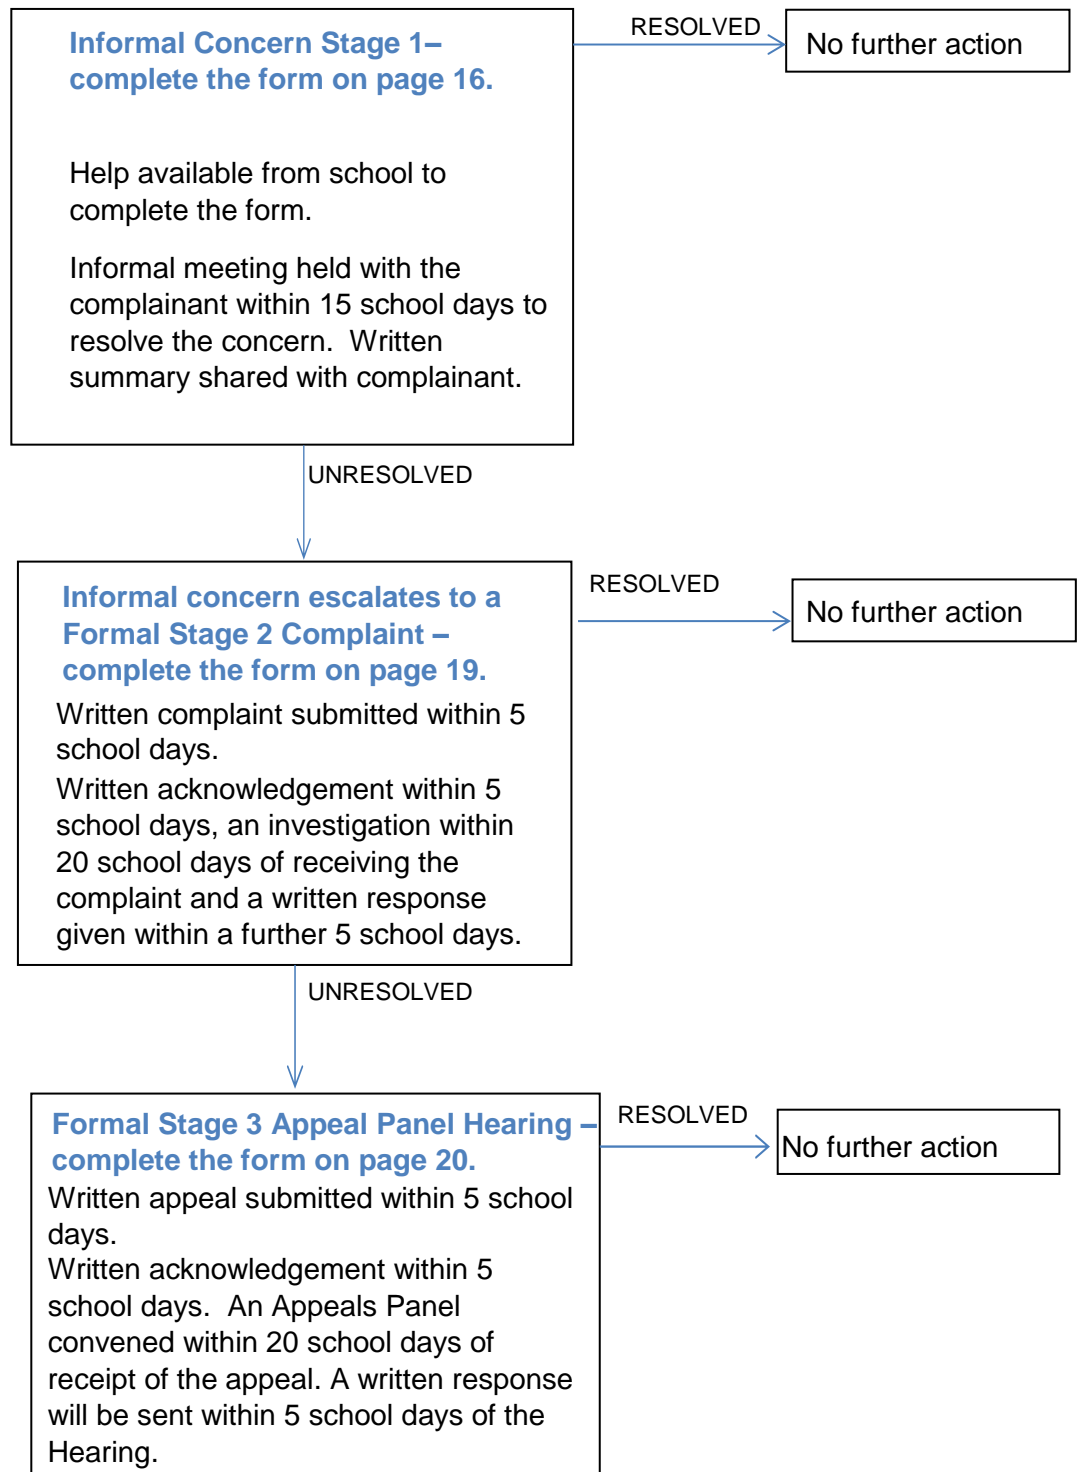 Informal Concern Stage 1–
complete the form on page 16.
Help available from school to
complete the form.
Informal meeting held with the
complainant within 15 school days to
resolve the concern.  Written
summary shared with complainant.
RESOLVED
No further action
UNRESOLVED
Informal concern escalates to a
Formal Stage 2 Complaint –
complete the form on page 19.
Written complaint submitted within 5
school days.
Written acknowledgement within 5
school days, an investigation within
20 school days of receiving the
complaint and a written response
given within a further 5 school days.
RESOLVED
No further action
UNRESOLVED
Formal Stage 3 Appeal Panel Hearing –
complete the form on page 20.
Written appeal submitted within 5 school
days.
Written acknowledgement within 5
school days.  An Appeals Panel
convened within 20 school days of
receipt of the appeal. A written response
will be sent within 5 school days of the
Hearing.
RESOLVED
No further action